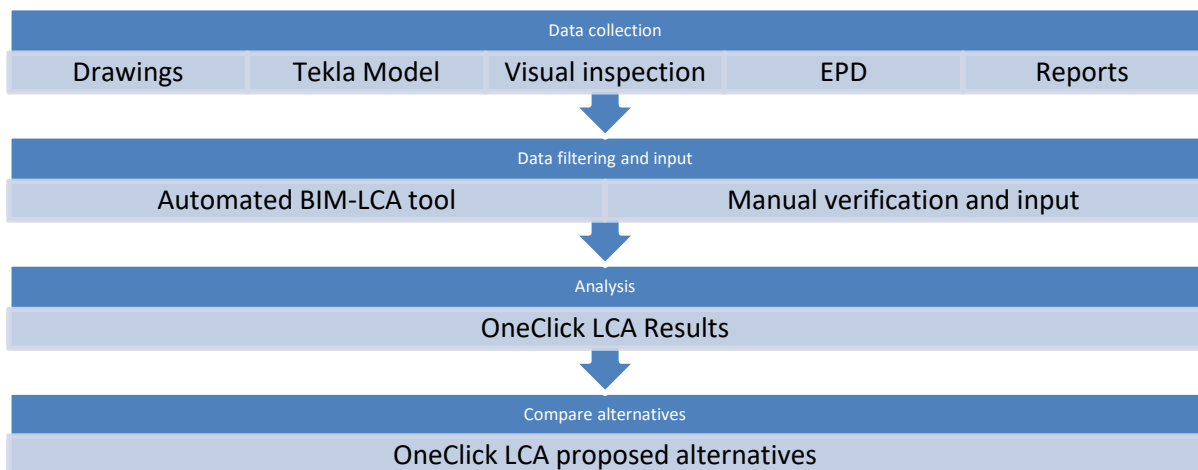 Data collection
Drawings Tekla Model Visual inspection EPD Reports
Data filtering and input
Automated BIM-LCA tool Manual verification and input
Analysis
OneClick LCA Results
Compare alternatives
OneClick LCA proposed alternatives